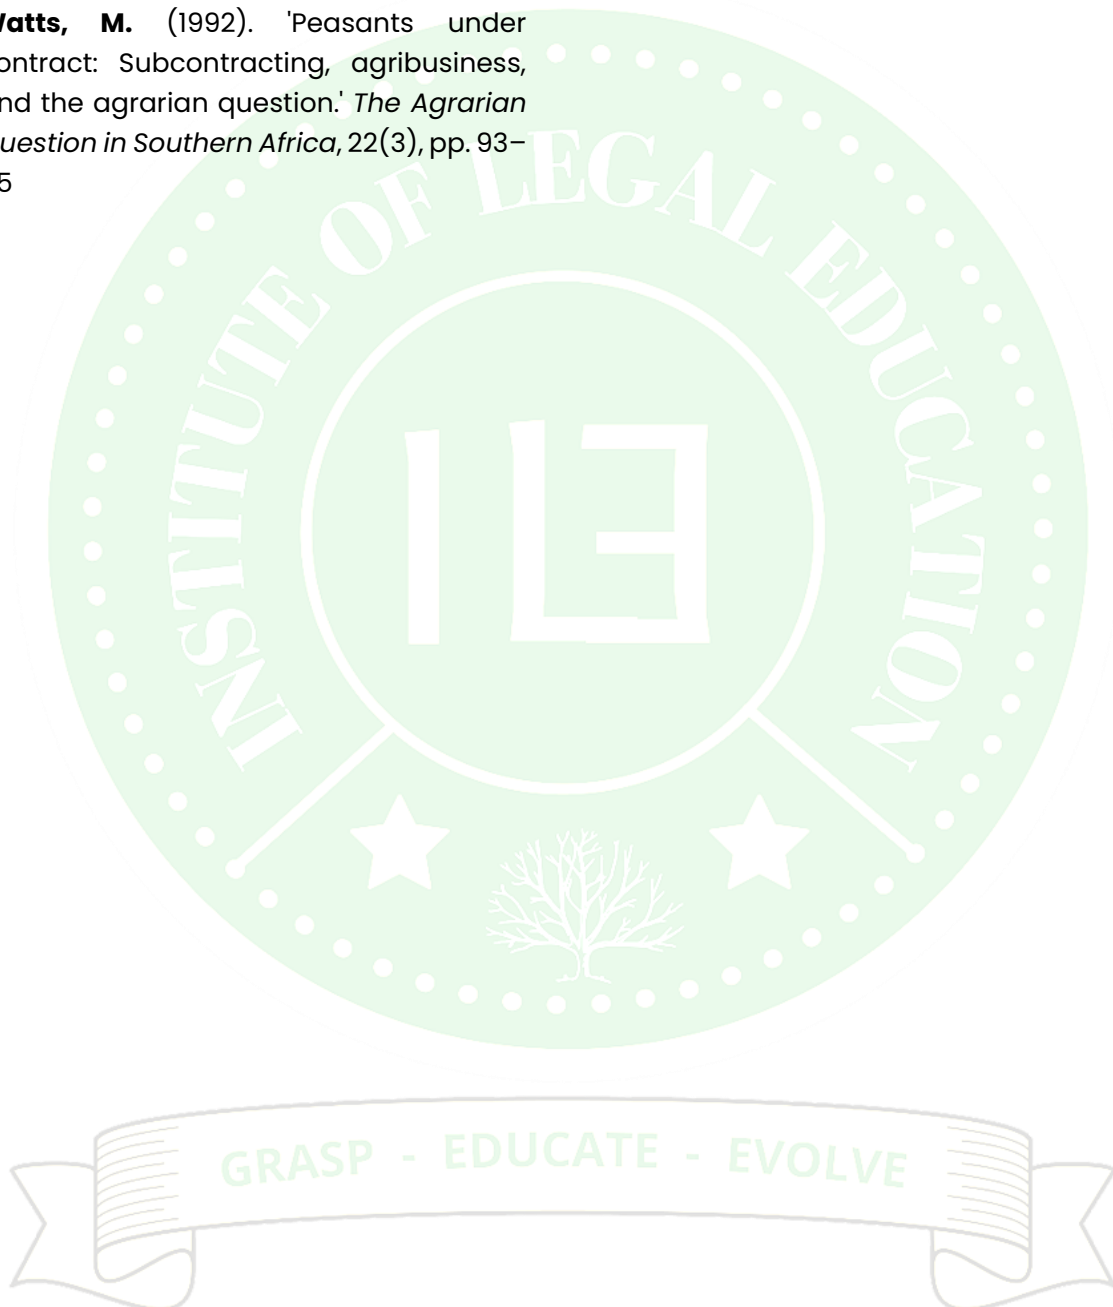 Watts, M. (1992). 'Peasants under
ontract: Subcontracting, agribusiness,
nd the agrarian question.' The Agrarian
uestion in Southern Africa, 22(3), pp. 93–
5
INSTITUTE OF LEGAL EDUCATION
ILE
GRASP - EDUCATE - EVOLVE